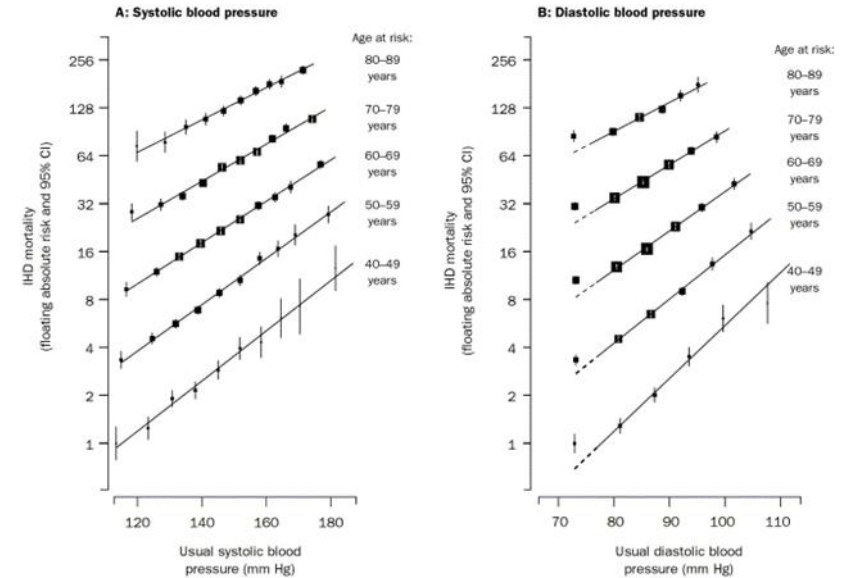 A: Systolic blood pressure
Age at risk:
80–89
years
70–79
years
60–69
years
50–59
years
40–49
years
256
128
64
32
16
8
4
2
1
IHD mortality
(floating absolute risk and 95% CI)
120 140 160 180
Usual systolic blood
pressure (mm Hg)
B: Diastolic blood pressure
Age at risk:
80–89
years
70–79
years
60–69
years
50–59
years
40–49
years
256
128
64
32
16
8
4
2
1
IHD mortality
(floating absolute risk and 95% CI)
70 80 90 100 110
Usual diastolic blood
pressure (mm Hg)